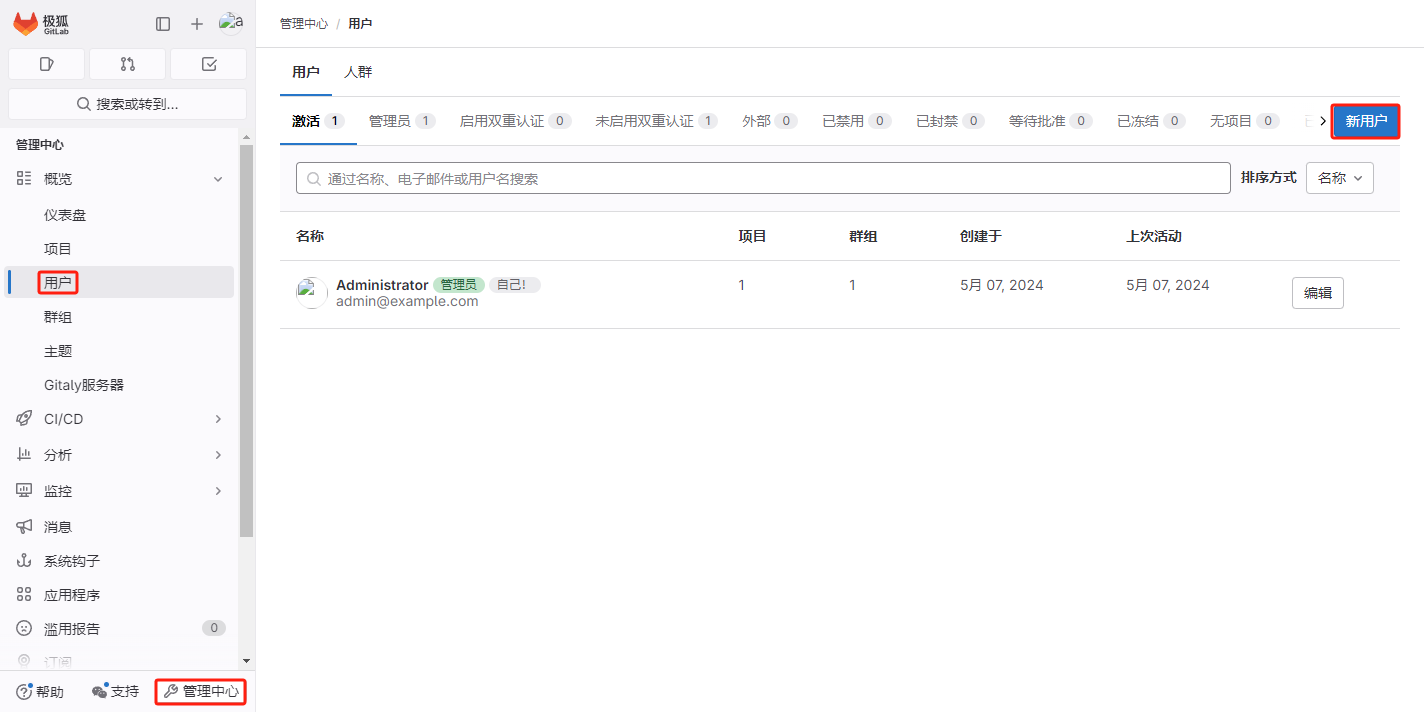 极狐
GitLab
a
搜索或转到...
管理中心
概览
仪表盘
项目
用户
群组
主题
Gitaly服务器
CI/CD
分析
监控
消息
系统钩子
应用程序
滥用报告 0
订阅
帮助 支持 管理中心
管理中心 / 用户
用户 人群
激活 1 管理员 1 启用双重认证 0 未启用双重认证 1 外部 0 已禁用 0 已封禁 0 等待批准 0 已冻结 0 无项目 0 新用户
通过名称、电子邮件或用户名搜索 排序方式 名称
名称 项目 群组 创建于 上次活动
Administrator 管理员 自己! 1 1 5月 07, 2024 5月 07, 2024 编辑
admin@example.com